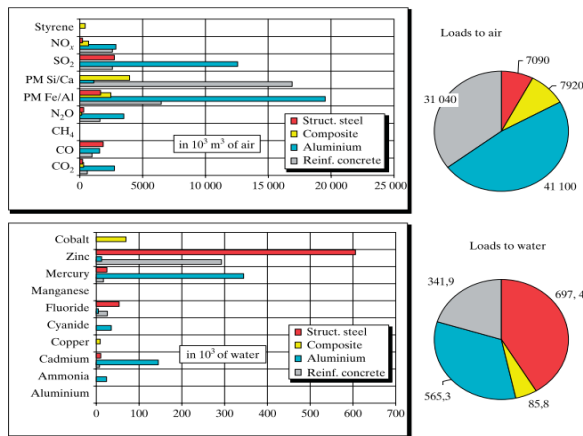 Styrene
NOx
SO2
PM Si/Ca
PM Fe/Al
N2O
CH4
CO
CO2
in 10³ m³ of air
Struct. steel
Composite
Aluminium
Reinf. concrete
0 5000 10 000 15 000 20 000 25 000
Loads to air
7090
7920
31 040
41 100
Cobalt
Zinc
Mercury
Manganese
Fluoride
Cyanide
Copper
Cadmium
Ammonia
Aluminium
in 10³ of water
Struct. steel
Composite
Aluminium
Reinf. concrete
0 100 200 300 400 500 600 700
Loads to water
341,9
697, 4
565,3
85,8